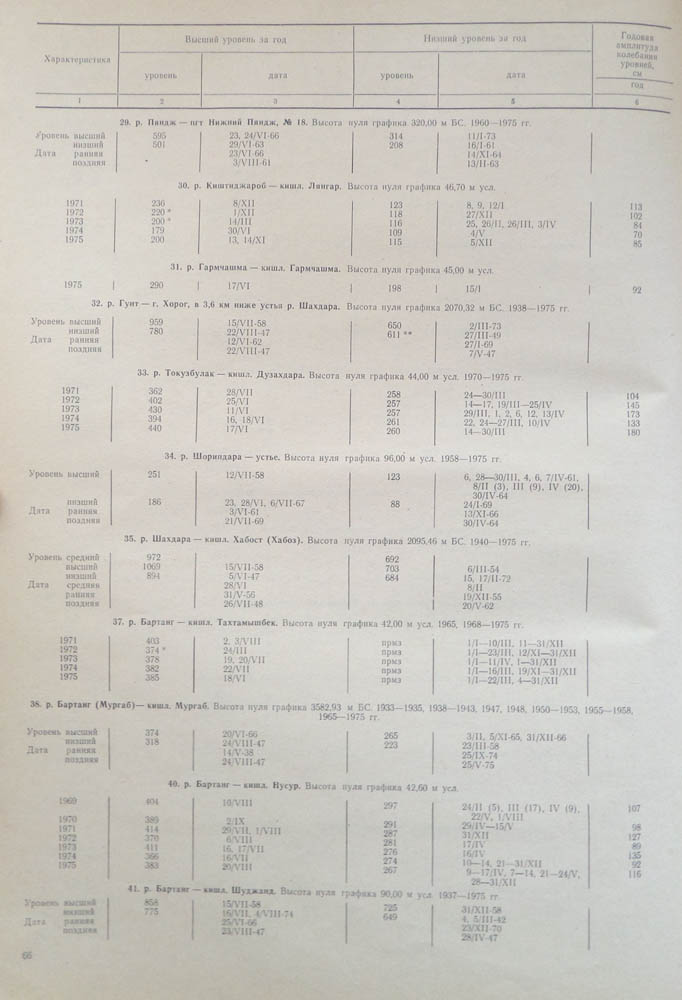 Характеристика | Высший уровень за год | Низший уровень за год | Годовая амплитуда колебания уровней, см
уровень | дата | уровень | дата | год
1 | 2 | 3 | 4 | 5 | 6
29. р. Пяндж — пгт Нижний Пяндж, № 18. Высота нуля графика 320,00 м БС. 1960—1975 гг.
Уровень высший 595 23, 24/VI-66 314 11/I-73
низший 501 29/VI-63 208 16/I-61
Дата ранняя 23/VI-66 14/XI-64
поздняя 3/VIII-61 13/II-63
30. р. Киштиджароб — кишл. Лянгар. Высота нуля графика 46,70 м усл.
1971 236 8/XII 123 8, 9, 12/I 113
1972 220* 1/XII 118 27/XII 102
1973 200* 14/III 116 25, 26/II, 26/III, 3/IV 84
1974 179 30/VI 109 4/V 70
1975 200 13, 14/XI 115 5/XII 85
31. р. Гармчашма — кишл. Гармчашма. Высота нуля графика 45,00 м усл.
1975 290 17/VI 198 15/I 92
32. р. Гунт — г. Хорог, в 3,6 км ниже устья р. Шахдара. Высота нуля графика 2070,32 м БС. 1938—1975 гг.
Уровень высший 959 15/VII-58 650 2/III-73
низший 780 22/VIII-47 611** 27/III-49
Дата ранняя 12/VI-62 27/I-69
поздняя 22/VIII-47 7/V-47
33. р. Токузбулак — кишл. Дузахдара. Высота нуля графика 44,00 м усл. 1970—1975 гг.
1971 362 28/VII 258 24—30/III 104
1972 402 25/VI 257 14—17, 19/III—25/IV 145
1973 430 11/VI 257 29/III, 1, 2, 6, 12, 13/IV 173
1974 394 16, 18/VI 261 22, 24—27/III, 10/IV 133
1975 440 17/VI 260 14—30/III 180
34. р. Шориндара — устье. Высота нуля графика 96,00 м усл. 1958—1975 гг.
Уровень высший 251 12/VII-58 123 6, 28—30/III, 4, 6, 7/IV-61,
8/II (3), III (9), IV (20),
30/IV-64
низший 186 23, 28/VI, 6/VII-67 88 24/I-69
Дата ранняя 3/VI-61 13/XI-66
поздняя 21/VII-69 30/IV-64
35. р. Шахдара — кишл. Хабост (Хабоз). Высота нуля графика 2095,46 м БС. 1940—1975 гг.
Уровень средний 972 692
высший 1069 15/VII-58 703 6/III-54
низший 894 5/VI-47 684 15, 17/II-72
Дата средняя 28/VI 8/II
ранняя 31/V-56 19/XII-55
поздняя 26/VII-48 20/V-62
37. р. Бартанг — кишл. Тахтамышбек. Высота нуля графика 42,00 м усл. 1965, 1968—1975 гг.
1971 403 2, 3/VIII прмз 1/I—10/III, 11—31/XII
1972 374* 24/III прмз 1/I—23/III, 12/XI—31/XII
1973 378 19, 20/VII прмз 1/I—11/IV, 1—31/XII
1974 382 22/VII прмз 1/I—16/III, 19/XI—31/XII
1975 385 18/VI прмз 1/I—22/III, 4—31/XII
38. р. Бартанг (Мургаб)— кишл. Мургаб. Высота нуля графика 3582,93 м БС. 1933—1935, 1938—1943, 1947, 1948, 1950—1953, 1955—1958,
1965—1975 гг.
Уровень высший 374 20/VI-66 265 3/II, 5/XI-65, 31/XII-66
низший 318 24/VIII-47 223 23/III-58
Дата ранняя 14/V-38 25/IX-74
поздняя 24/VIII-47 25/V-75
40. р. Бартанг — кишл. Нусур. Высота нуля графика 42,60 м усл.
1969 404 10/VIII 297 24/II (5), III (17), IV (9), 107
22/V, 1/VIII
1970 389 2/IX 291 29/IV—15/V 98
1971 414 29/VII, 1/VIII 287 31/XII 127
1972 370 6/VIII 281 17/IV 89
1973 411 16, 17/VII 276 16/IV 135
1974 366 16/VII 274 10—14, 21—31/XII 92
1975 383 20/VIII 267 9—17/IV, 7—14, 21—24/V, 116
28—31/XII
41. р. Бартанг — кишл. Шуджанд. Высота нуля графика 90,00 м усл. 1937—1975 гг.
Уровень высший 858 15/VII-58 725 31/XII-58
низший 775 16/VII, 4/VIII-74 649 4, 5/III-42
Дата ранняя 25/VI-66 23/XII-70
поздняя 23/VIII-47 28/IV-47
66